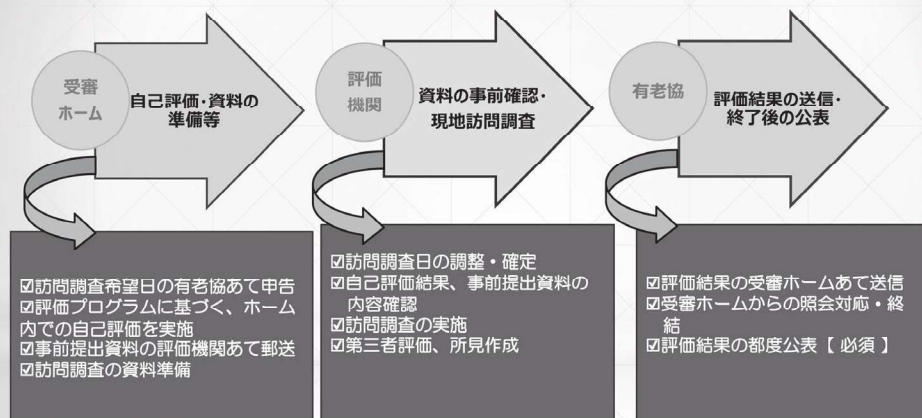 受審
ホーム
自己評価・資料の
準備等
☑訪問調査希望日の有老協あて申告
☑評価プログラムに基づく、ホーム
内での自己評価を実施
☑事前提出資料の評価機関あて郵送
☑訪問調査の資料準備
評価
機関
資料の事前確認・
現地訪問調査
☑訪問調査日の調整・確定
☑自己評価結果、事前提出資料の
内容確認
☑訪問調査の実施
☑第三者評価、所見作成
有老協
評価結果の送信・
終了後の公表
☑評価結果の受審ホームあて送信
☑受審ホームからの照会対応・終
結
☑評価結果の都度公表【 必須 】